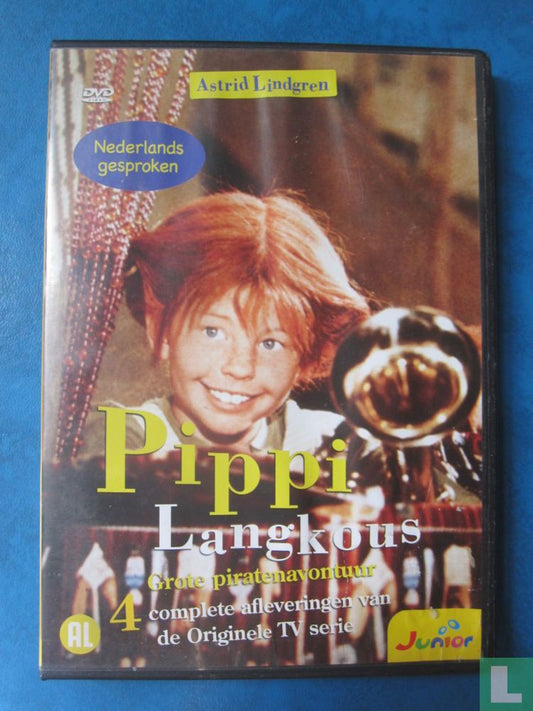 DVD
VIDEO
Astrid Lindgren
Nederlands
gesproken
Pippi
Langkous
Grote piratenavontuur
4 complete afleveringen van
de Originele TV serie
AL
Junior
L